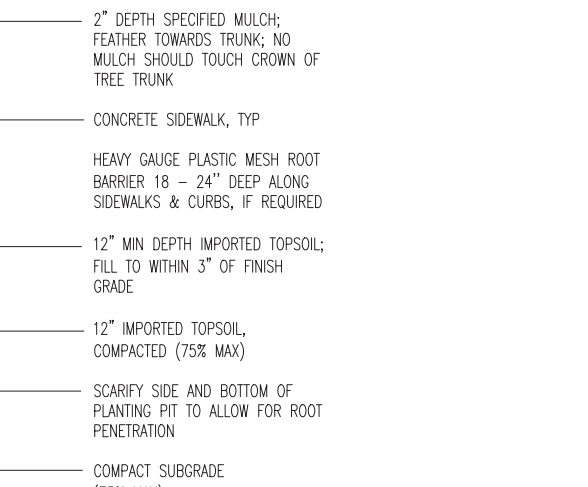 2” DEPTH SPECIFIED MULCH;
FEATHER TOWARDS TRUNK; NO
MULCH SHOULD TOUCH CROWN OF
TREE TRUNK
CONCRETE SIDEWALK, TYP
HEAVY GAUGE PLASTIC MESH ROOT
BARRIER 18 – 24’’ DEEP ALONG
SIDEWALKS & CURBS, IF REQUIRED
12” MIN DEPTH IMPORTED TOPSOIL;
FILL TO WITHIN 3” OF FINISH
GRADE
12” IMPORTED TOPSOIL,
COMPACTED (75% MAX)
SCARIFY SIDE AND BOTTOM OF
PLANTING PIT TO ALLOW FOR ROOT
PENETRATION
COMPACT SUBGRADE